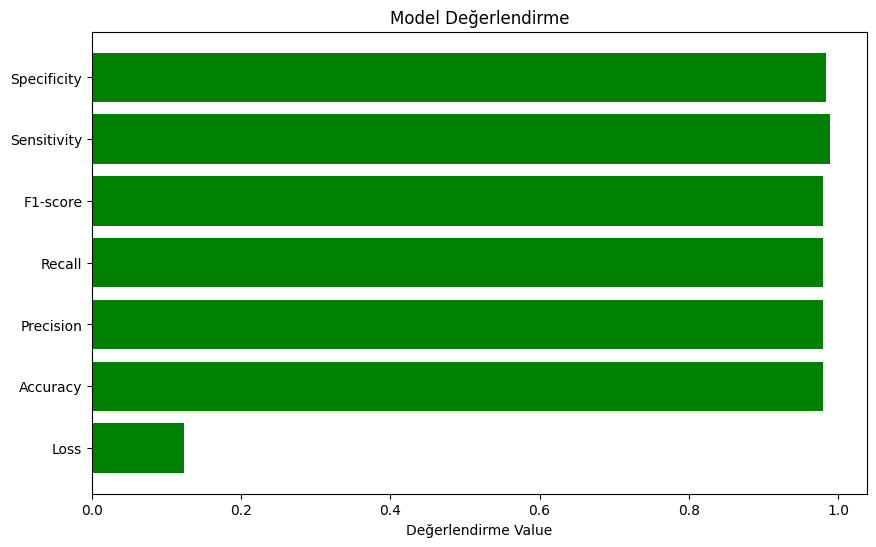 Model Değerlendirme
Specificity
Sensitivity
F1-score
Recall
Precision
Accuracy
Loss
0.0 0.2 0.4 0.6 0.8 1.0
Değerlendirme Value